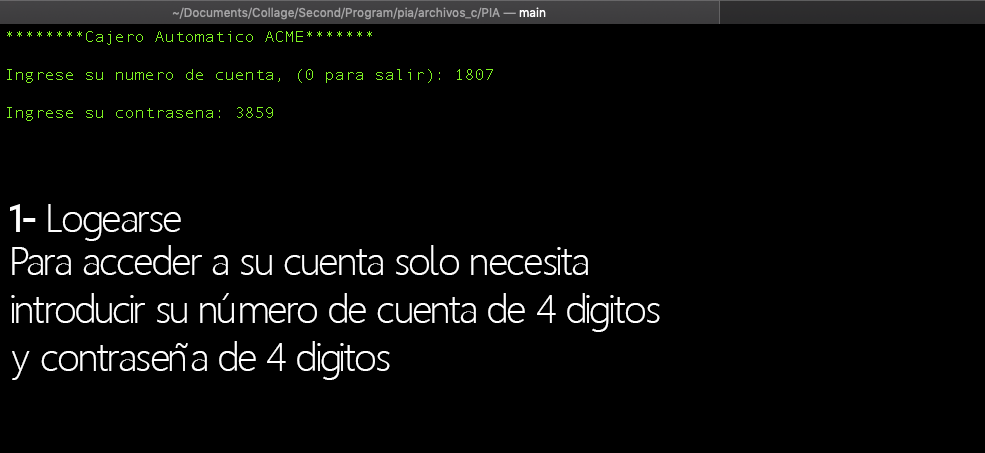 ~/Documents/Collage/Second/Program/pia/archivos_c/PIA — main
********Cajero Automatico ACME*******
Ingrese su numero de cuenta, (0 para salir): 1807
Ingrese su contrasena: 3859
1- Logearse
Para acceder a su cuenta solo necesita
introducir su número de cuenta de 4 digitos
y contraseña de 4 digitos